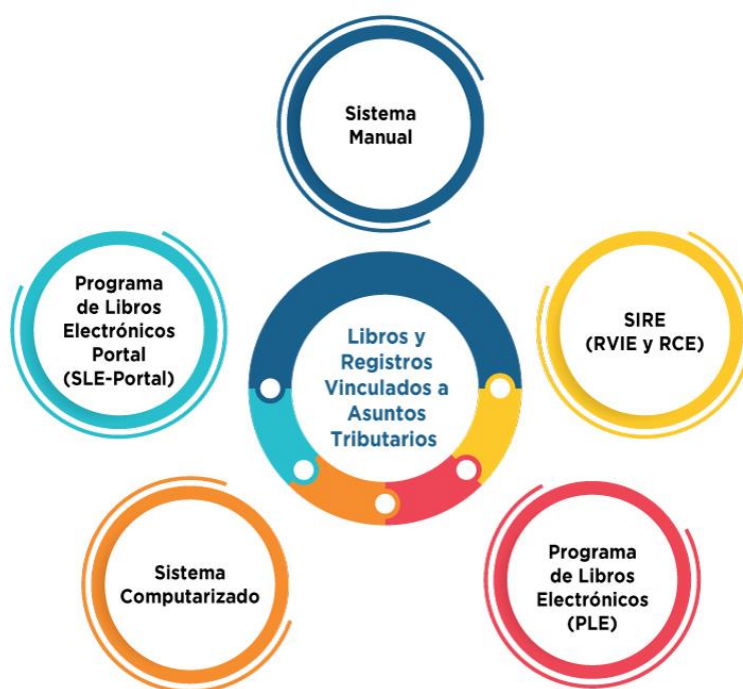 Sistema
Manual
Programa
de Libros
Electrónicos
Portal
(SLE-Portal)
Libros y
Registros
Vinculados a
Asuntos
Tributarios
SIRE
(RVIE y RCE)
Sistema
Computarizado
Programa
de Libros
Electrónicos
(PLE)